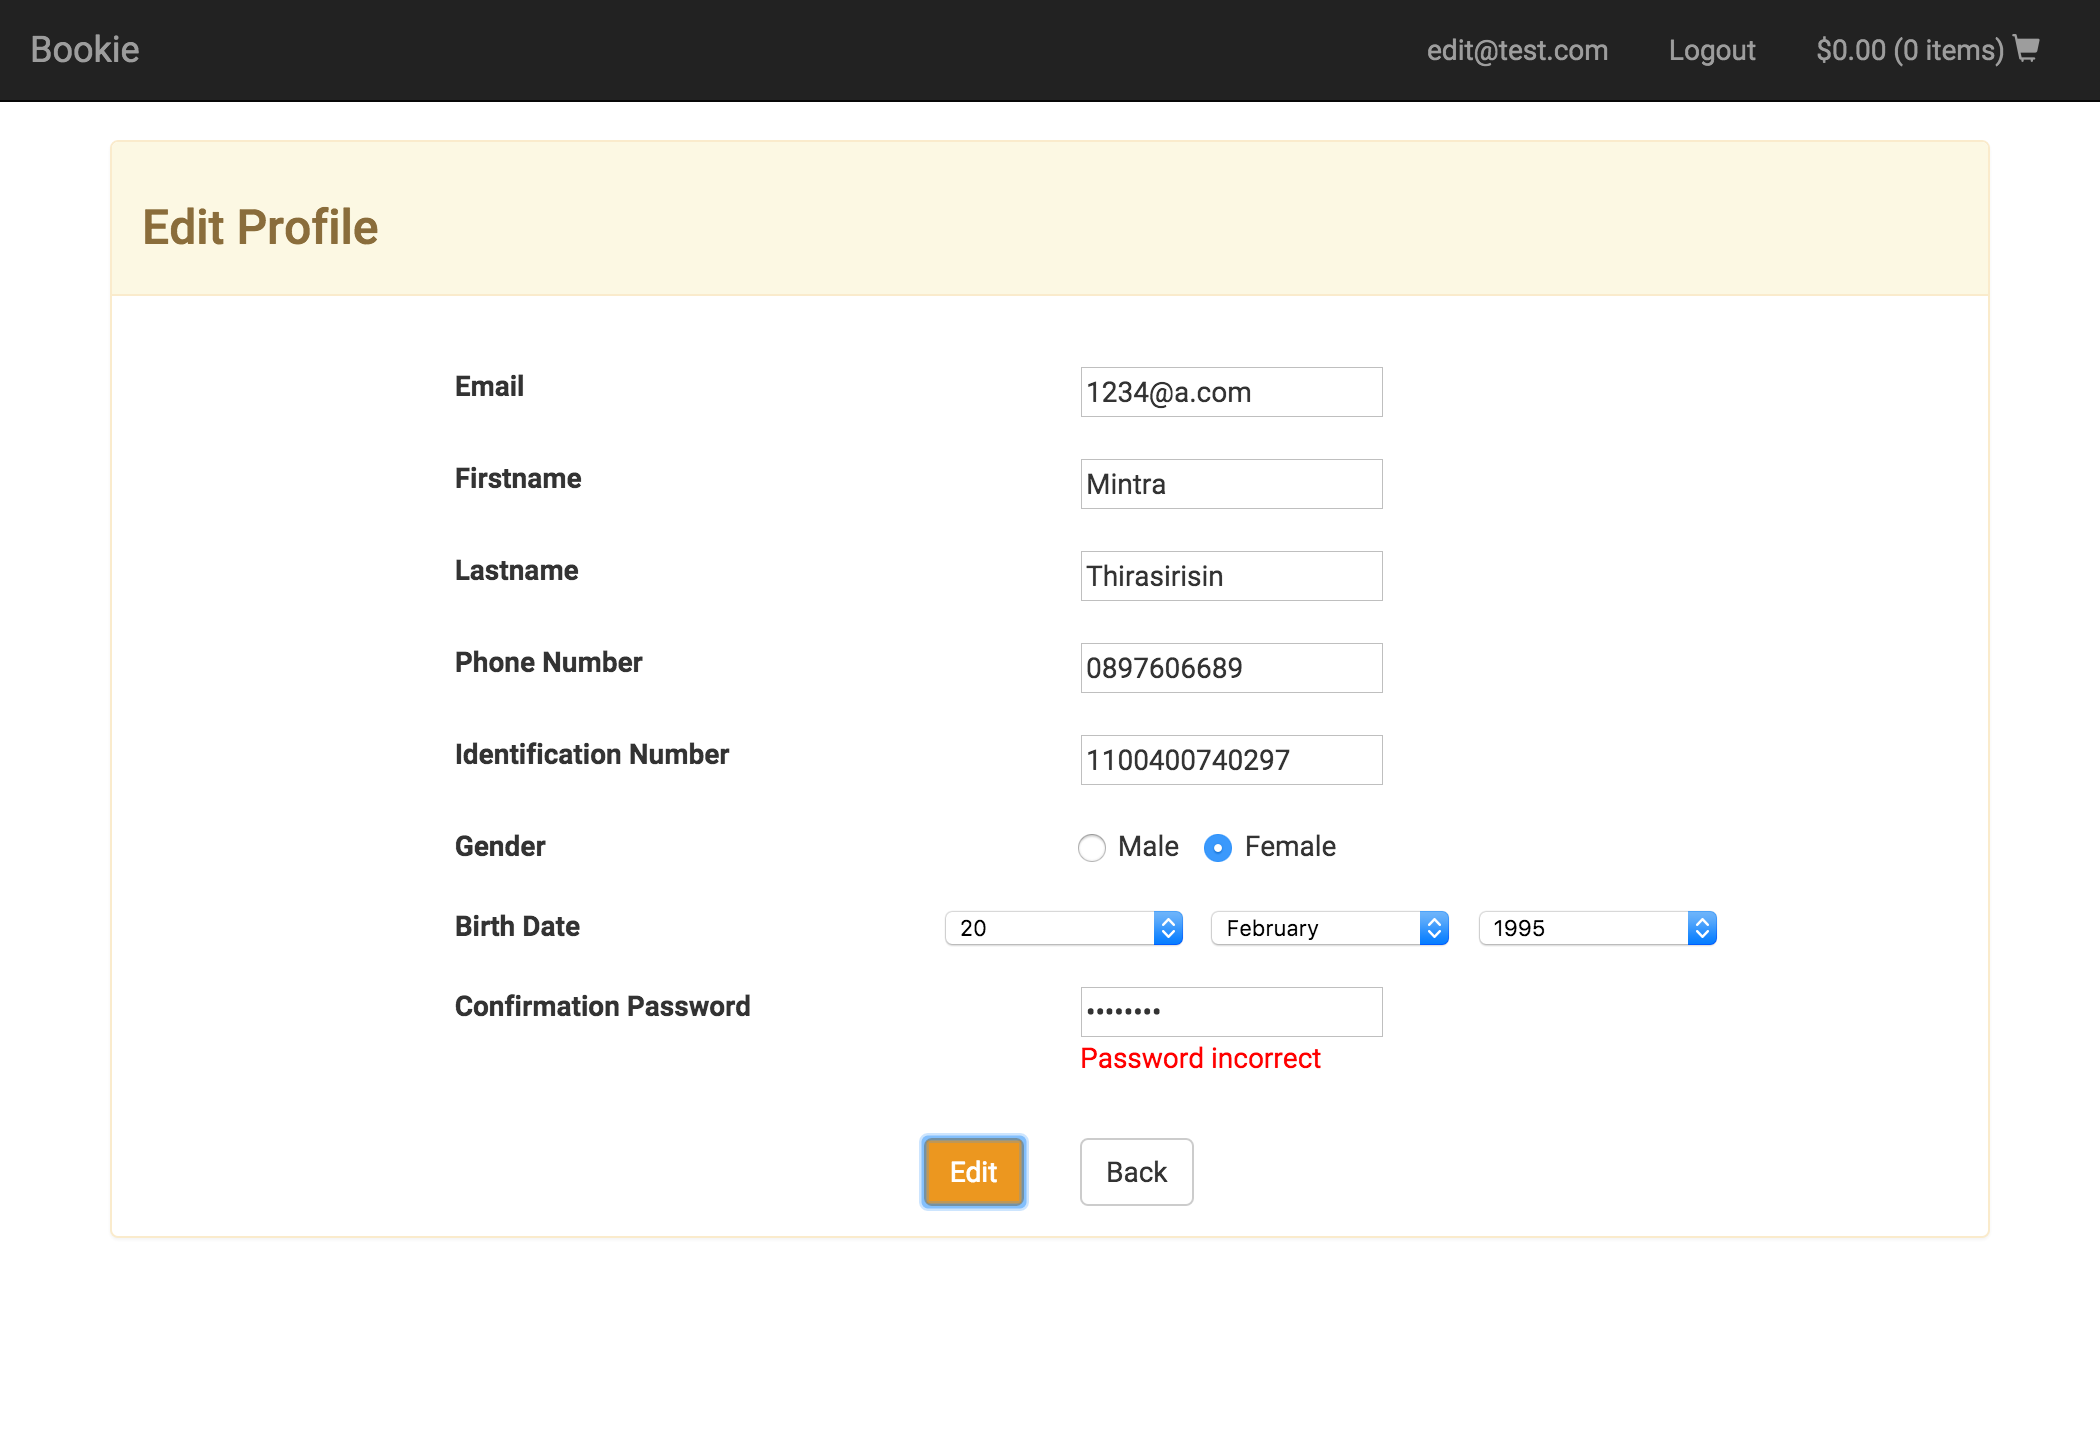 Bookie edit@test.com Logout $0.00 (0 items)
Edit Profile
Email 1234@a.com
Firstname Mintra
Lastname Thirasirisin
Phone Number 0897606689
Identification Number 1100400740297
Gender Male Female
Birth Date 20 February 1995
Confirmation Password ••••••••
Password incorrect
Edit Back